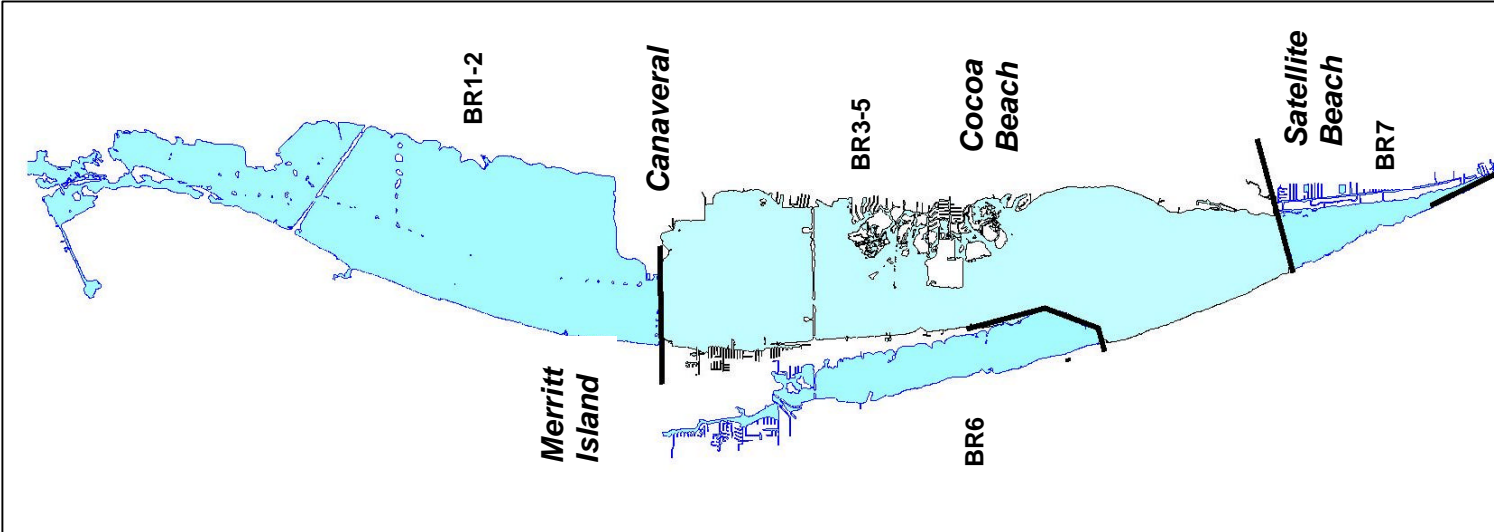 BR1-2
Canaveral
Merritt
Island
BR3-5
Cocoa
Beach
BR6
Satellite
Beach
BR7